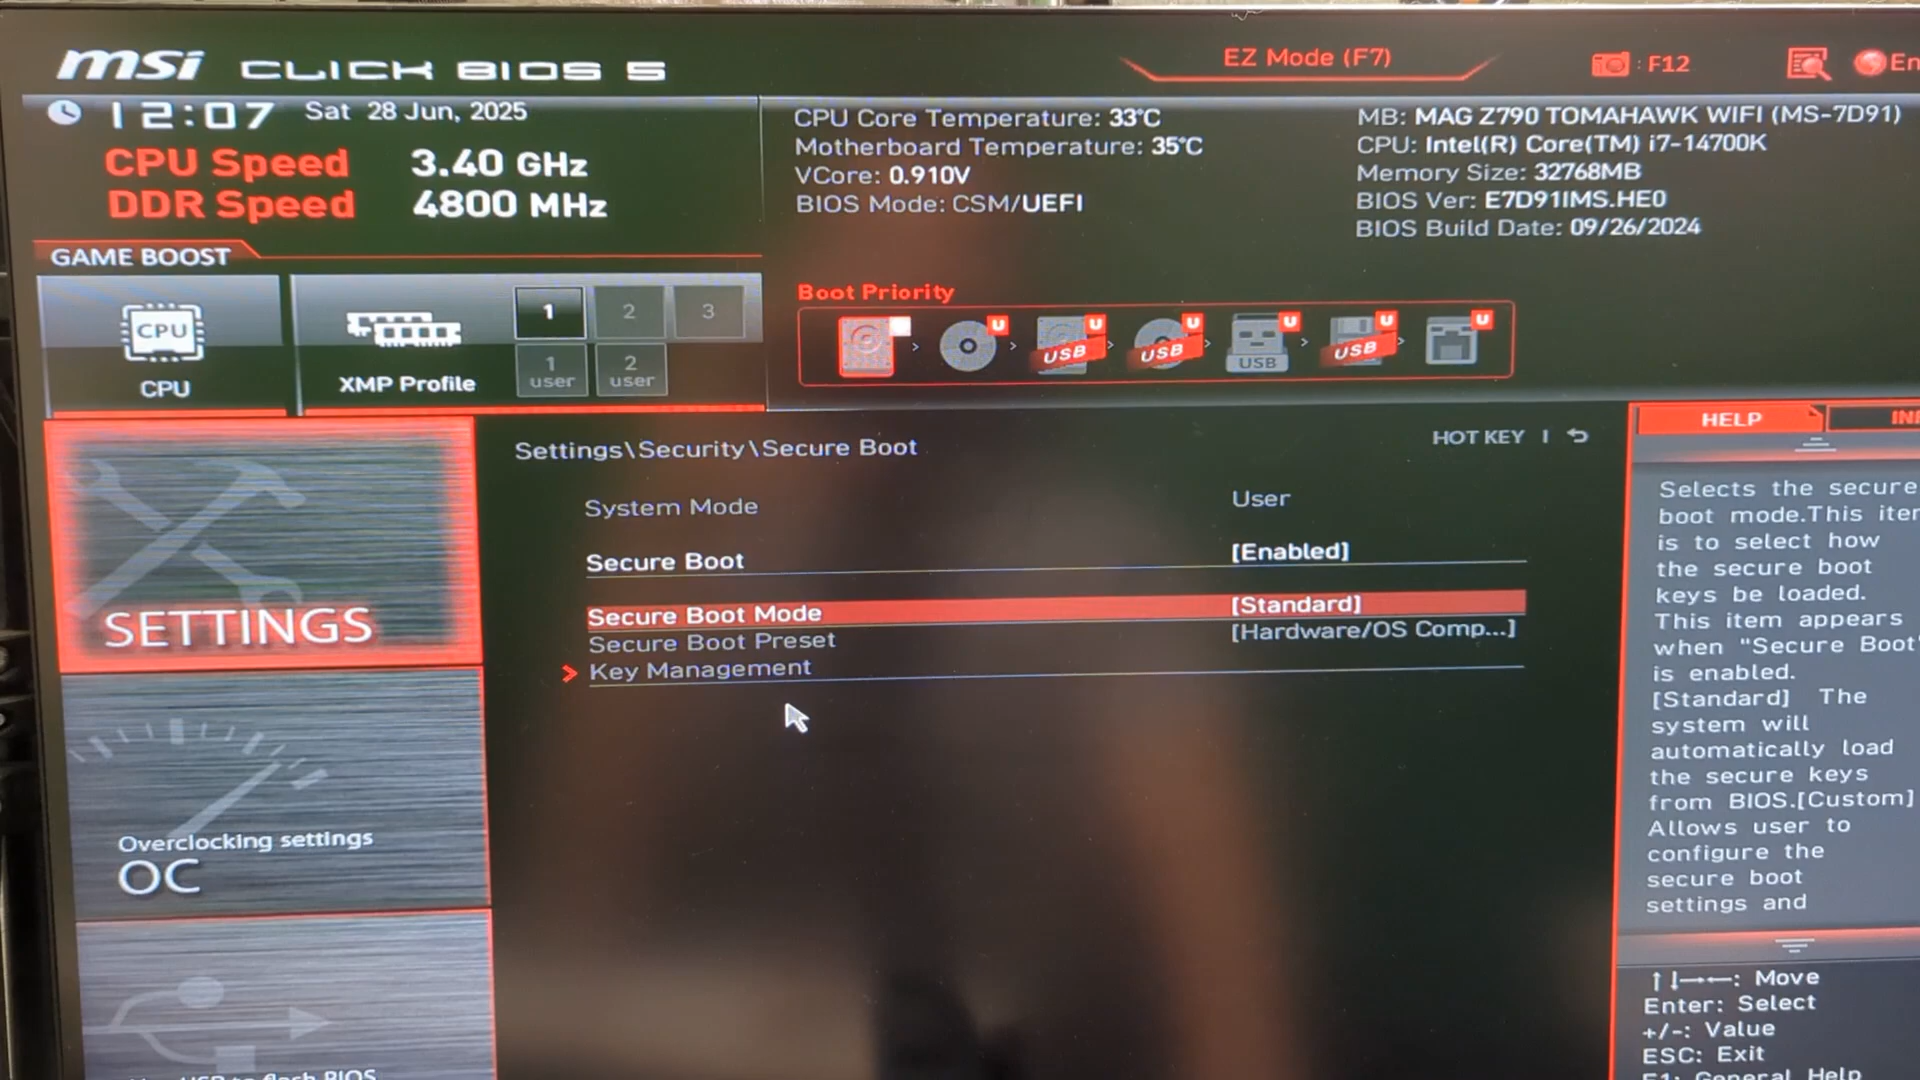 msi CLICK BIOS 5
EZ Mode (F7)
: F12
En
12:07 Sat 28 Jun, 2025
CPU Speed 3.40 GHz
DDR Speed 4800 MHz
CPU Core Temperature: 33°C
Motherboard Temperature: 35°C
VCore: 0.910V
BIOS Mode: CSM/UEFI
MB: MAG Z790 TOMAHAWK WIFI (MS-7D91)
CPU: Intel(R) Core(TM) i7-14700K
Memory Size: 32768MB
BIOS Ver: E7D91IMS.HE0
BIOS Build Date: 09/26/2024
GAME BOOST
CPU
CPU
XMP Profile
1 2 3
1 user 2 user
Boot Priority
U U USB U USB U USB U USB U
SETTINGS
Overclocking settings
OC
flash BIOS
Settings\Security\Secure Boot
HOT KEY |
System Mode User
Secure Boot [Enabled]
Secure Boot Mode [Standard]
Secure Boot Preset [Hardware/OS Comp...]
> Key Management
HELP
Selects the secure
boot mode.This
is to select how
the secure boot
keys be loaded.
This item appears
when "Secure Boot"
is enabled.
[Standard] The
system will
automatically load
the secure keys
from BIOS.[Custom]
Allows user to
configure the
secure boot
settings and
↑↓→←: Move
Enter: Select
+/-: Value
ESC: Exit
F1: General Help